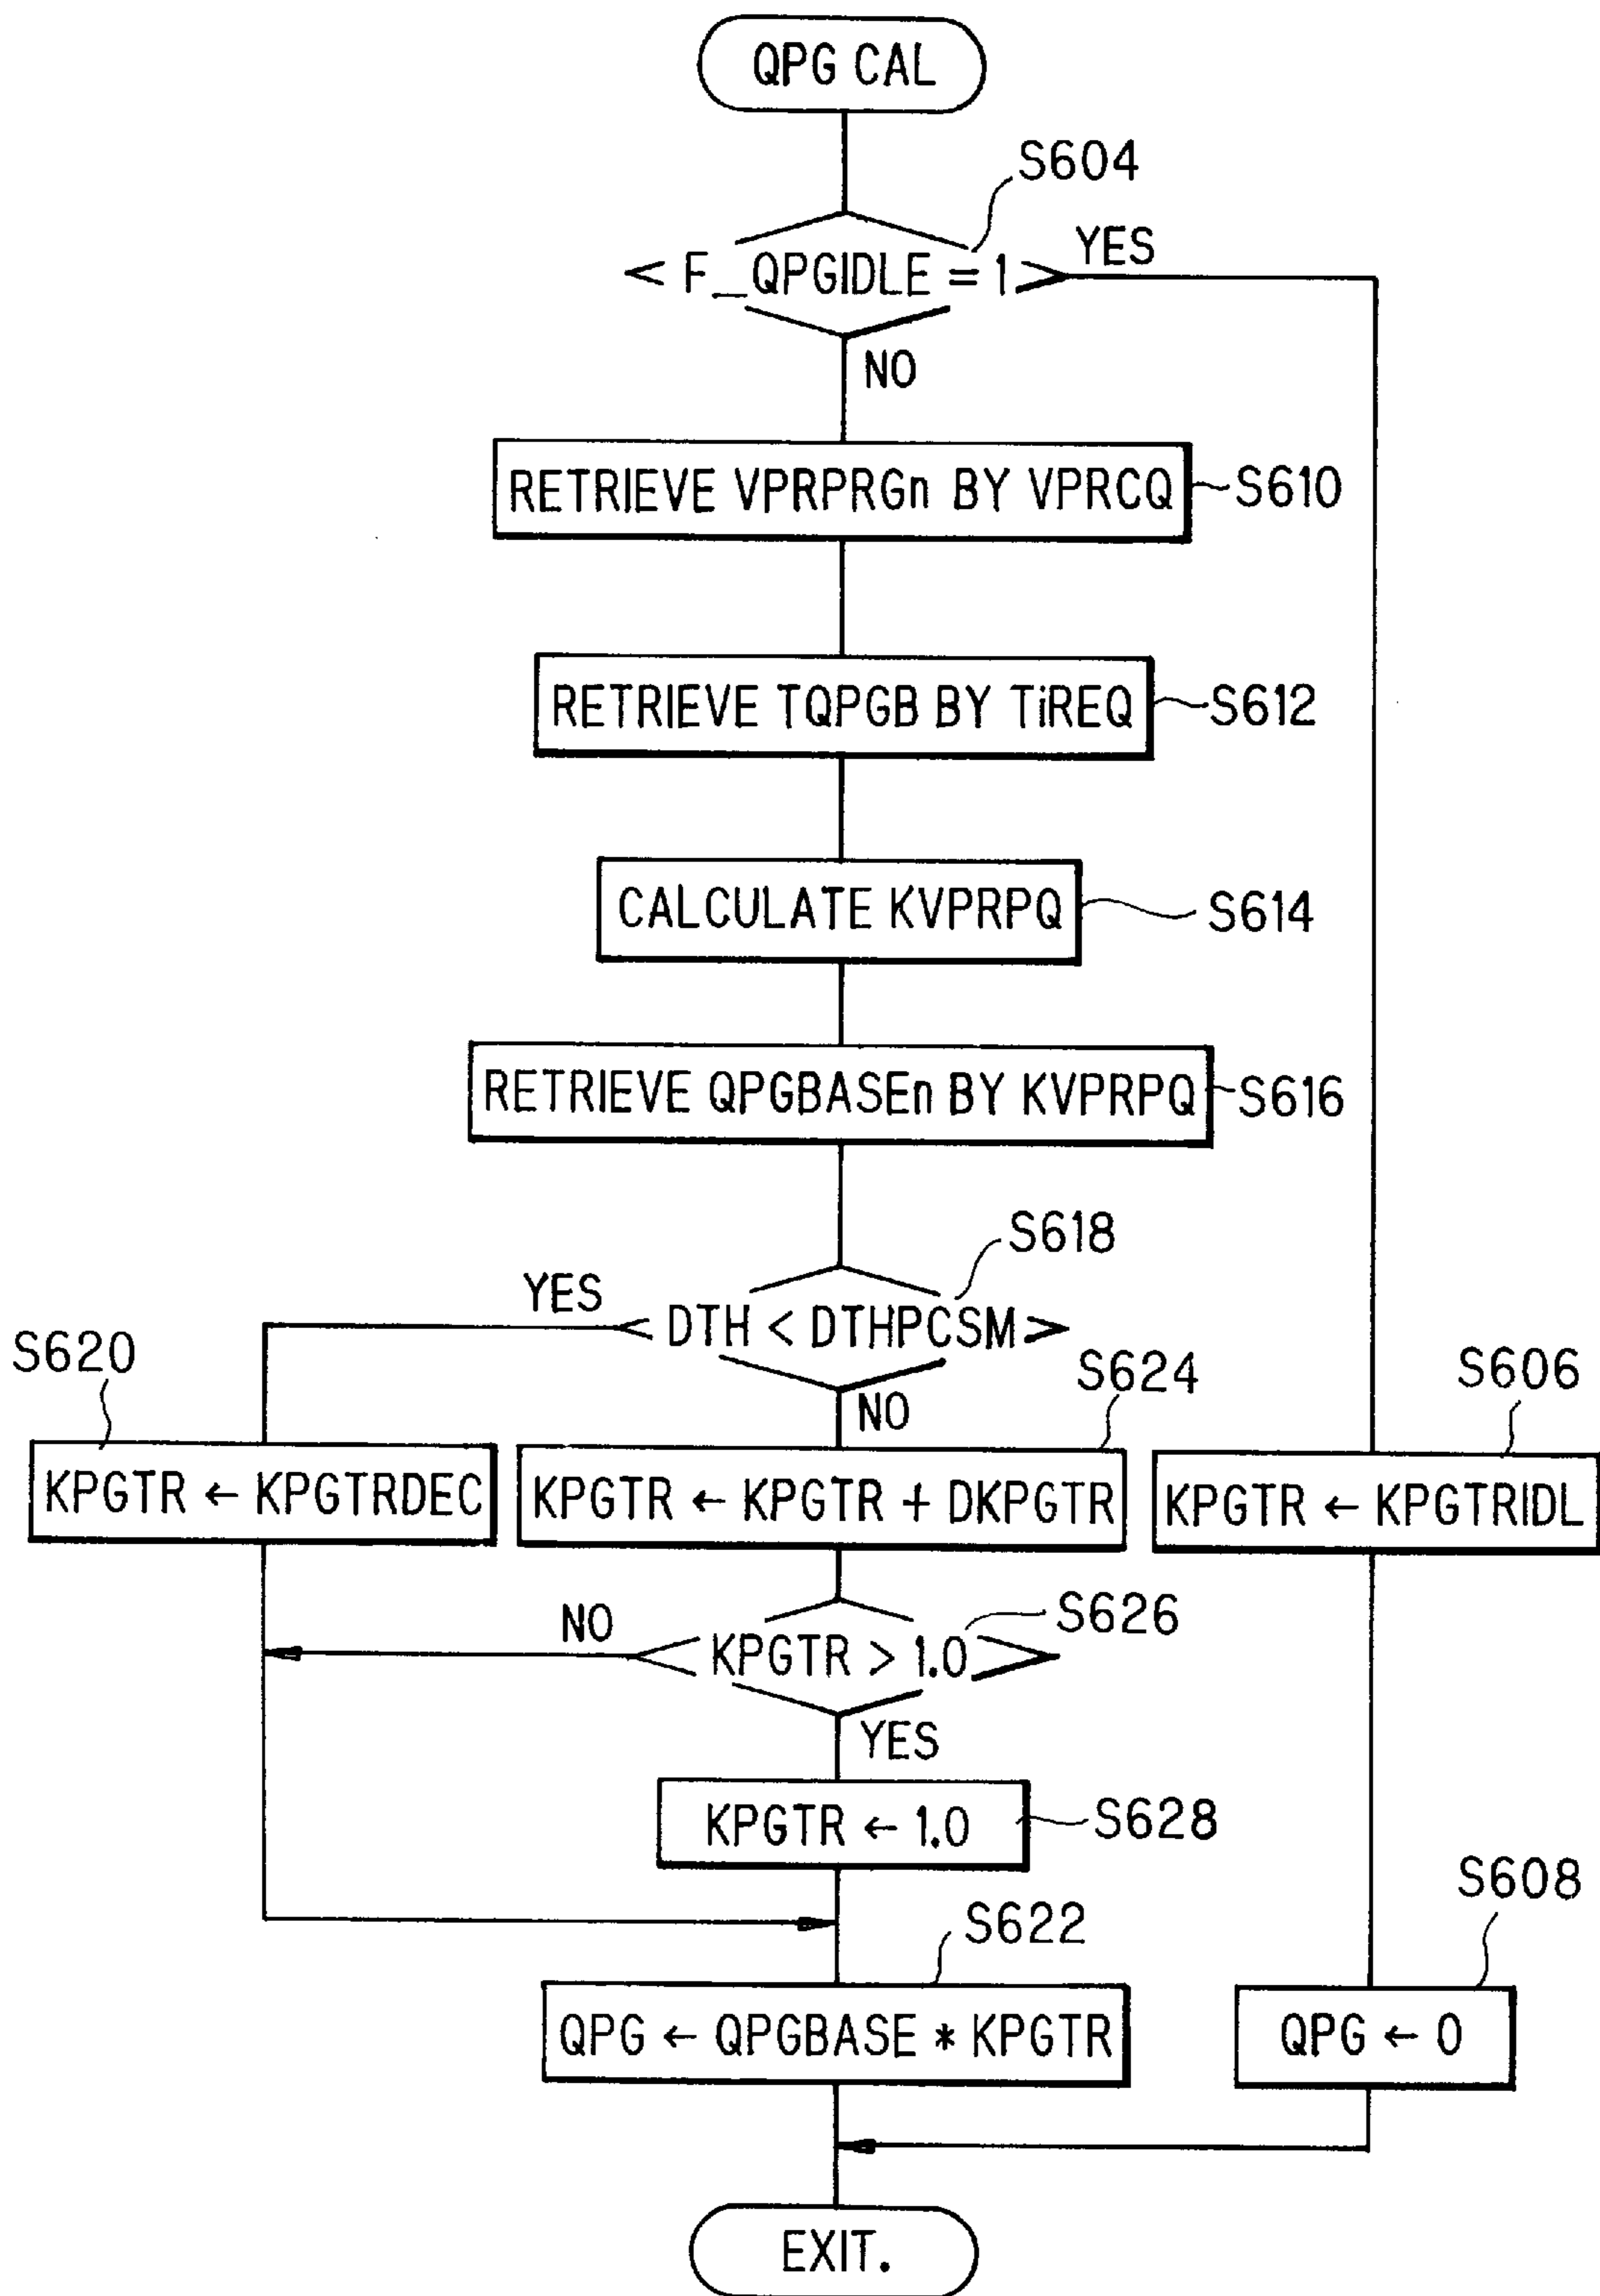 QPG CAL
S604
F_QPGIDLE = 1
YES
NO
RETRIEVE VPRPRGn BY VPRCQ
S610
RETRIEVE TQPGB BY TiREQ
S612
CALCULATE KVPRPQ
S614
RETRIEVE QPGBASEn BY KVPRPQ
S616
S618
YES
DTH < DTHPCSM
NO
S620
S624
S606
KPGTR ← KPGTRDEC
KPGTR ← KPGTR + DKPGTR
KPGTR ← KPGTRIDL
S626
NO
KPGTR > 1.0
YES
KPGTR ← 1.0
S628
S622
S608
QPG ← QPGBASE * KPGTR
QPG ← 0
EXIT.